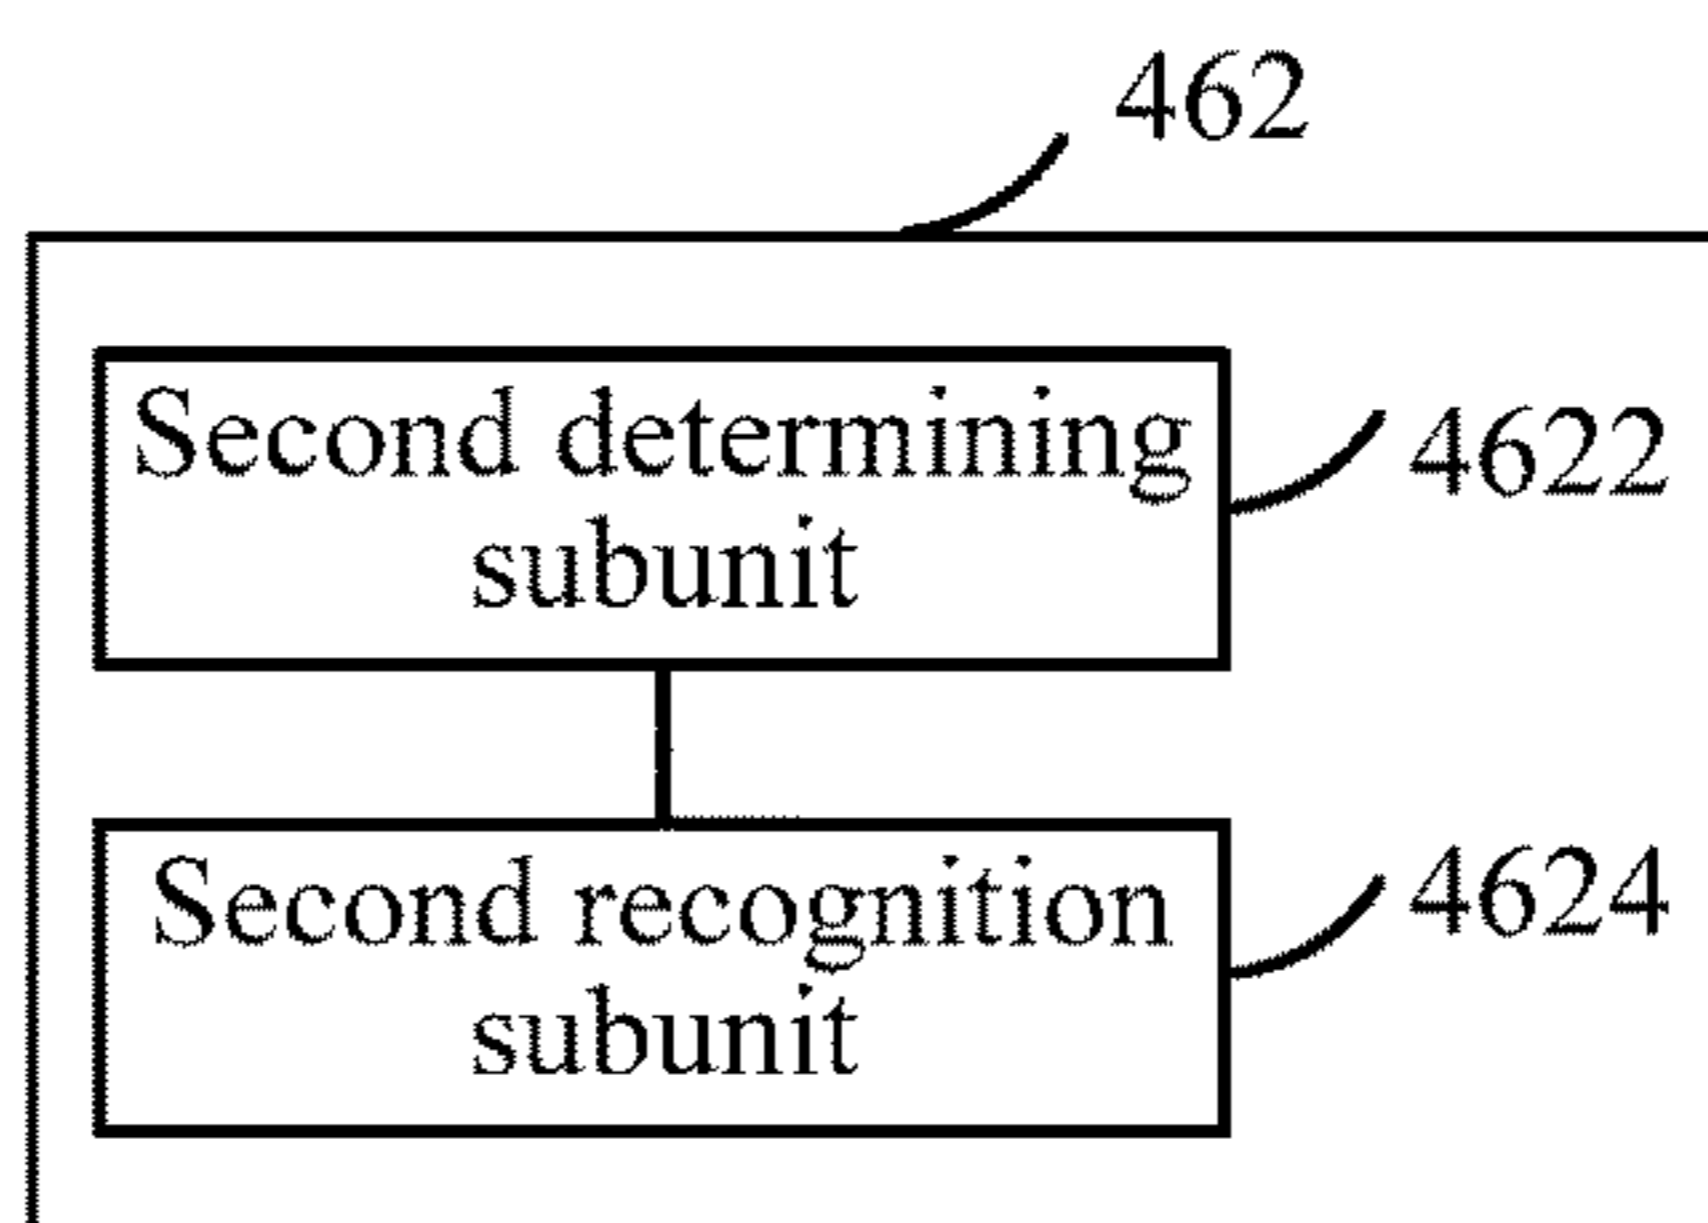 462
Second determining
subunit
4622
Second recognition
subunit
4624